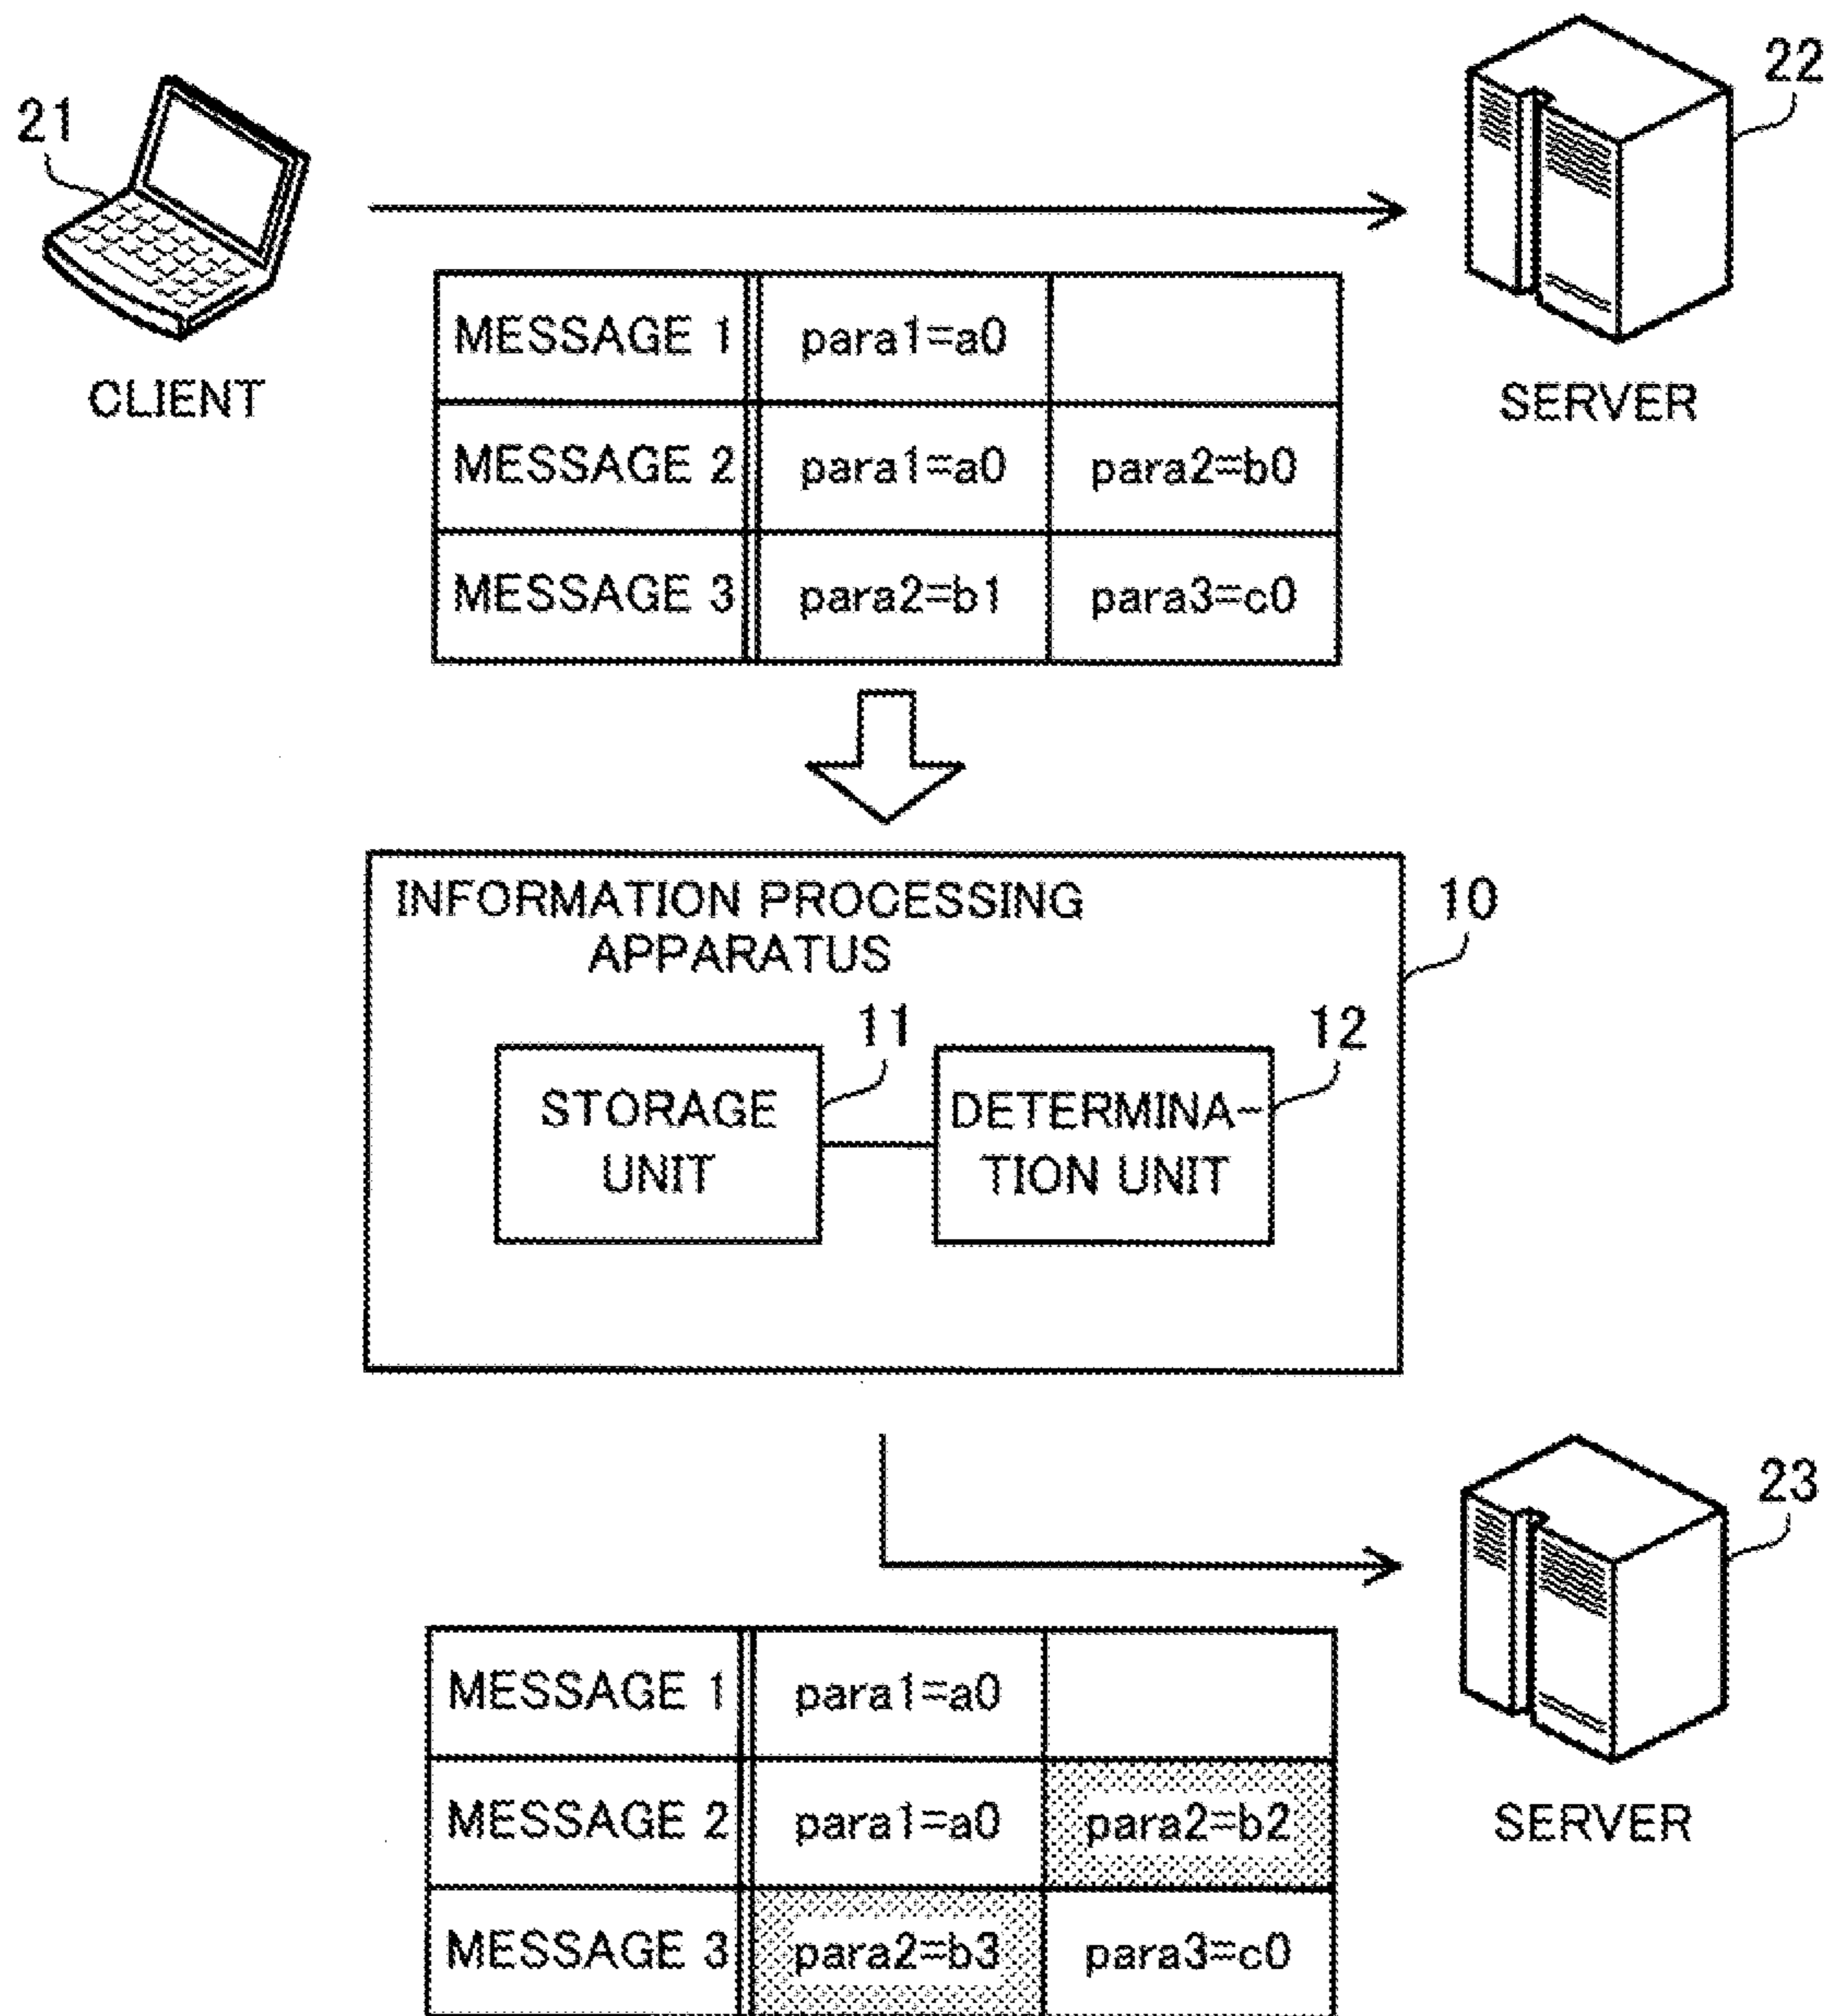 21
22
CLIENT
SERVER
MESSAGE 1 para1=a0
MESSAGE 2 para1=a0 para2=b0
MESSAGE 3 para2=b1 para3=c0
INFORMATION PROCESSING
APPARATUS
10
11
12
STORAGE
UNIT
DETERMINA-
TION UNIT
23
SERVER
MESSAGE 1 para1=a0
MESSAGE 2 para1=a0 para2=b2
MESSAGE 3 para2=b3 para3=c0